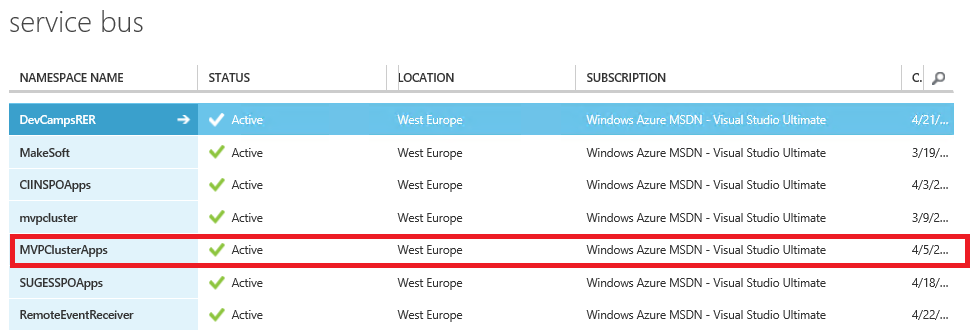 service bus
NAMESPACE NAME STATUS LOCATION SUBSCRIPTION C.
DevCampsRER Active West Europe Windows Azure MSDN - Visual Studio Ultimate 4/21/...
MakeSoft Active West Europe Windows Azure MSDN - Visual Studio Ultimate 3/19/...
CIINSPOApps Active West Europe Windows Azure MSDN - Visual Studio Ultimate 4/3/2...
mvpcluster Active West Europe Windows Azure MSDN - Visual Studio Ultimate 3/9/2...
MVPClusterApps Active West Europe Windows Azure MSDN - Visual Studio Ultimate 4/5/2...
SUGESSPOApps Active West Europe Windows Azure MSDN - Visual Studio Ultimate 4/18/...
RemoteEventReceiver Active West Europe Windows Azure MSDN - Visual Studio Ultimate 4/22/...